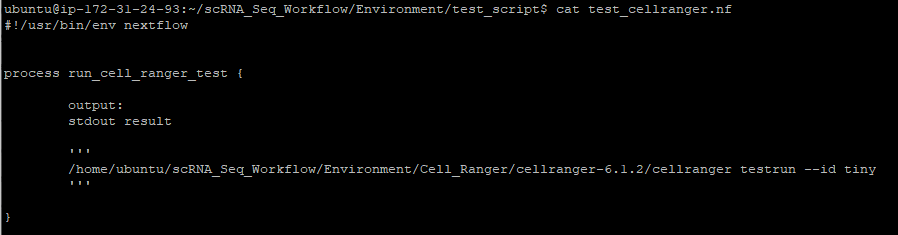 ubuntu@ip-172-31-24-93:~/scRNA_Seq_Workflow/Environment/test_script$ cat test_cellranger.nf
#!/usr/bin/env nextflow
process run_cell_ranger_test {
output:
stdout result
'''
/home/ubuntu/scRNA_Seq_Workflow/Environment/Cell_Ranger/cellranger-6.1.2/cellranger testrun --id tiny
'''
}